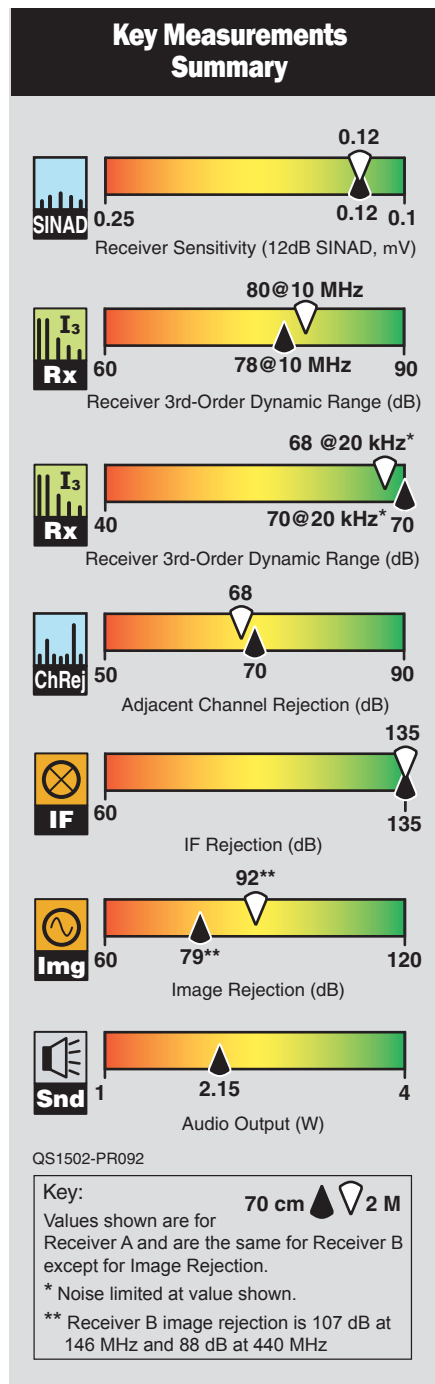 Key Measurements
Summary
0.12
SINAD 0.25 0.12 0.1
Receiver Sensitivity (12dB SINAD, mV)
80@10 MHz
I3
Rx 60 78@10 MHz 90
Receiver 3rd-Order Dynamic Range (dB)
68 @20 kHz*
I3
Rx 40 70@20 kHz* 70
Receiver 3rd-Order Dynamic Range (dB)
68
ChRej 50 70 90
Adjacent Channel Rejection (dB)
135
IF 60 135
IF Rejection (dB)
92**
Img 60 79** 120
Image Rejection (dB)
Snd 1 2.15 4
Audio Output (W)
QS1502-PR092
Key: 70 cm 2 M
Values shown are for
Receiver A and are the same for Receiver B
except for Image Rejection.
* Noise limited at value shown.
** Receiver B image rejection is 107 dB at
146 MHz and 88 dB at 440 MHz